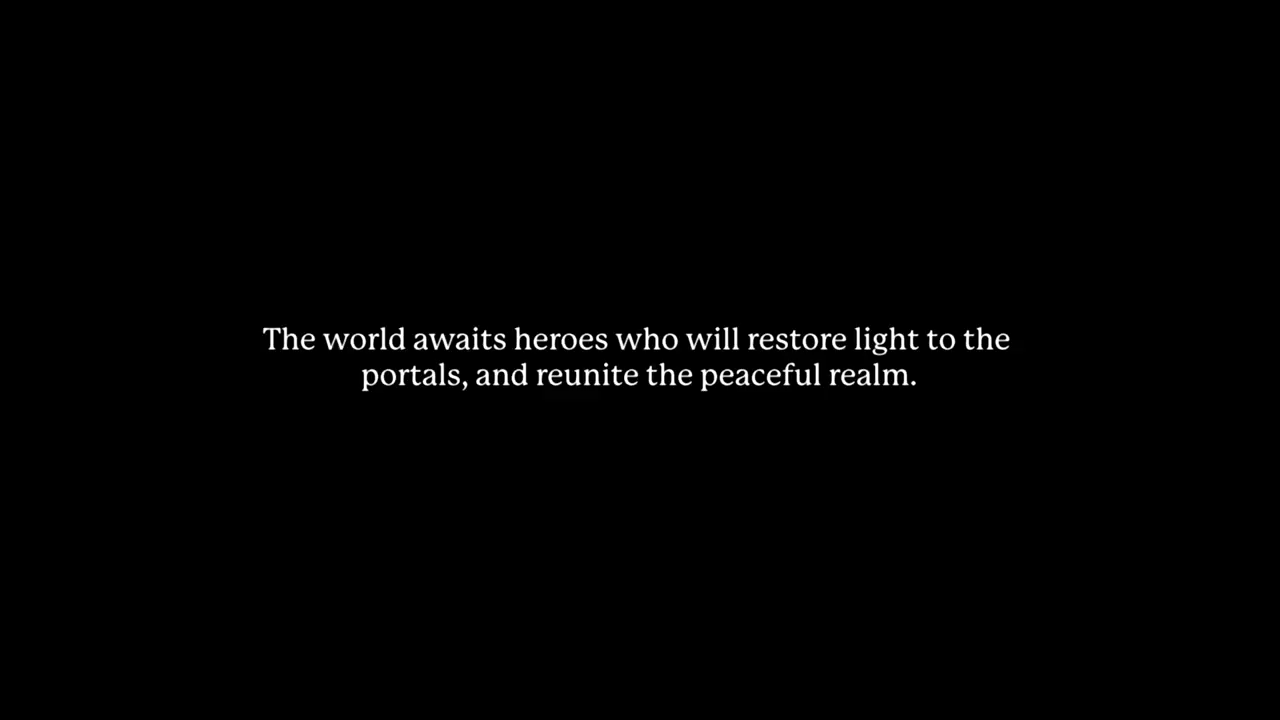 The world awaits heroes who will restore light to the
portals, and reunite the peaceful realm.